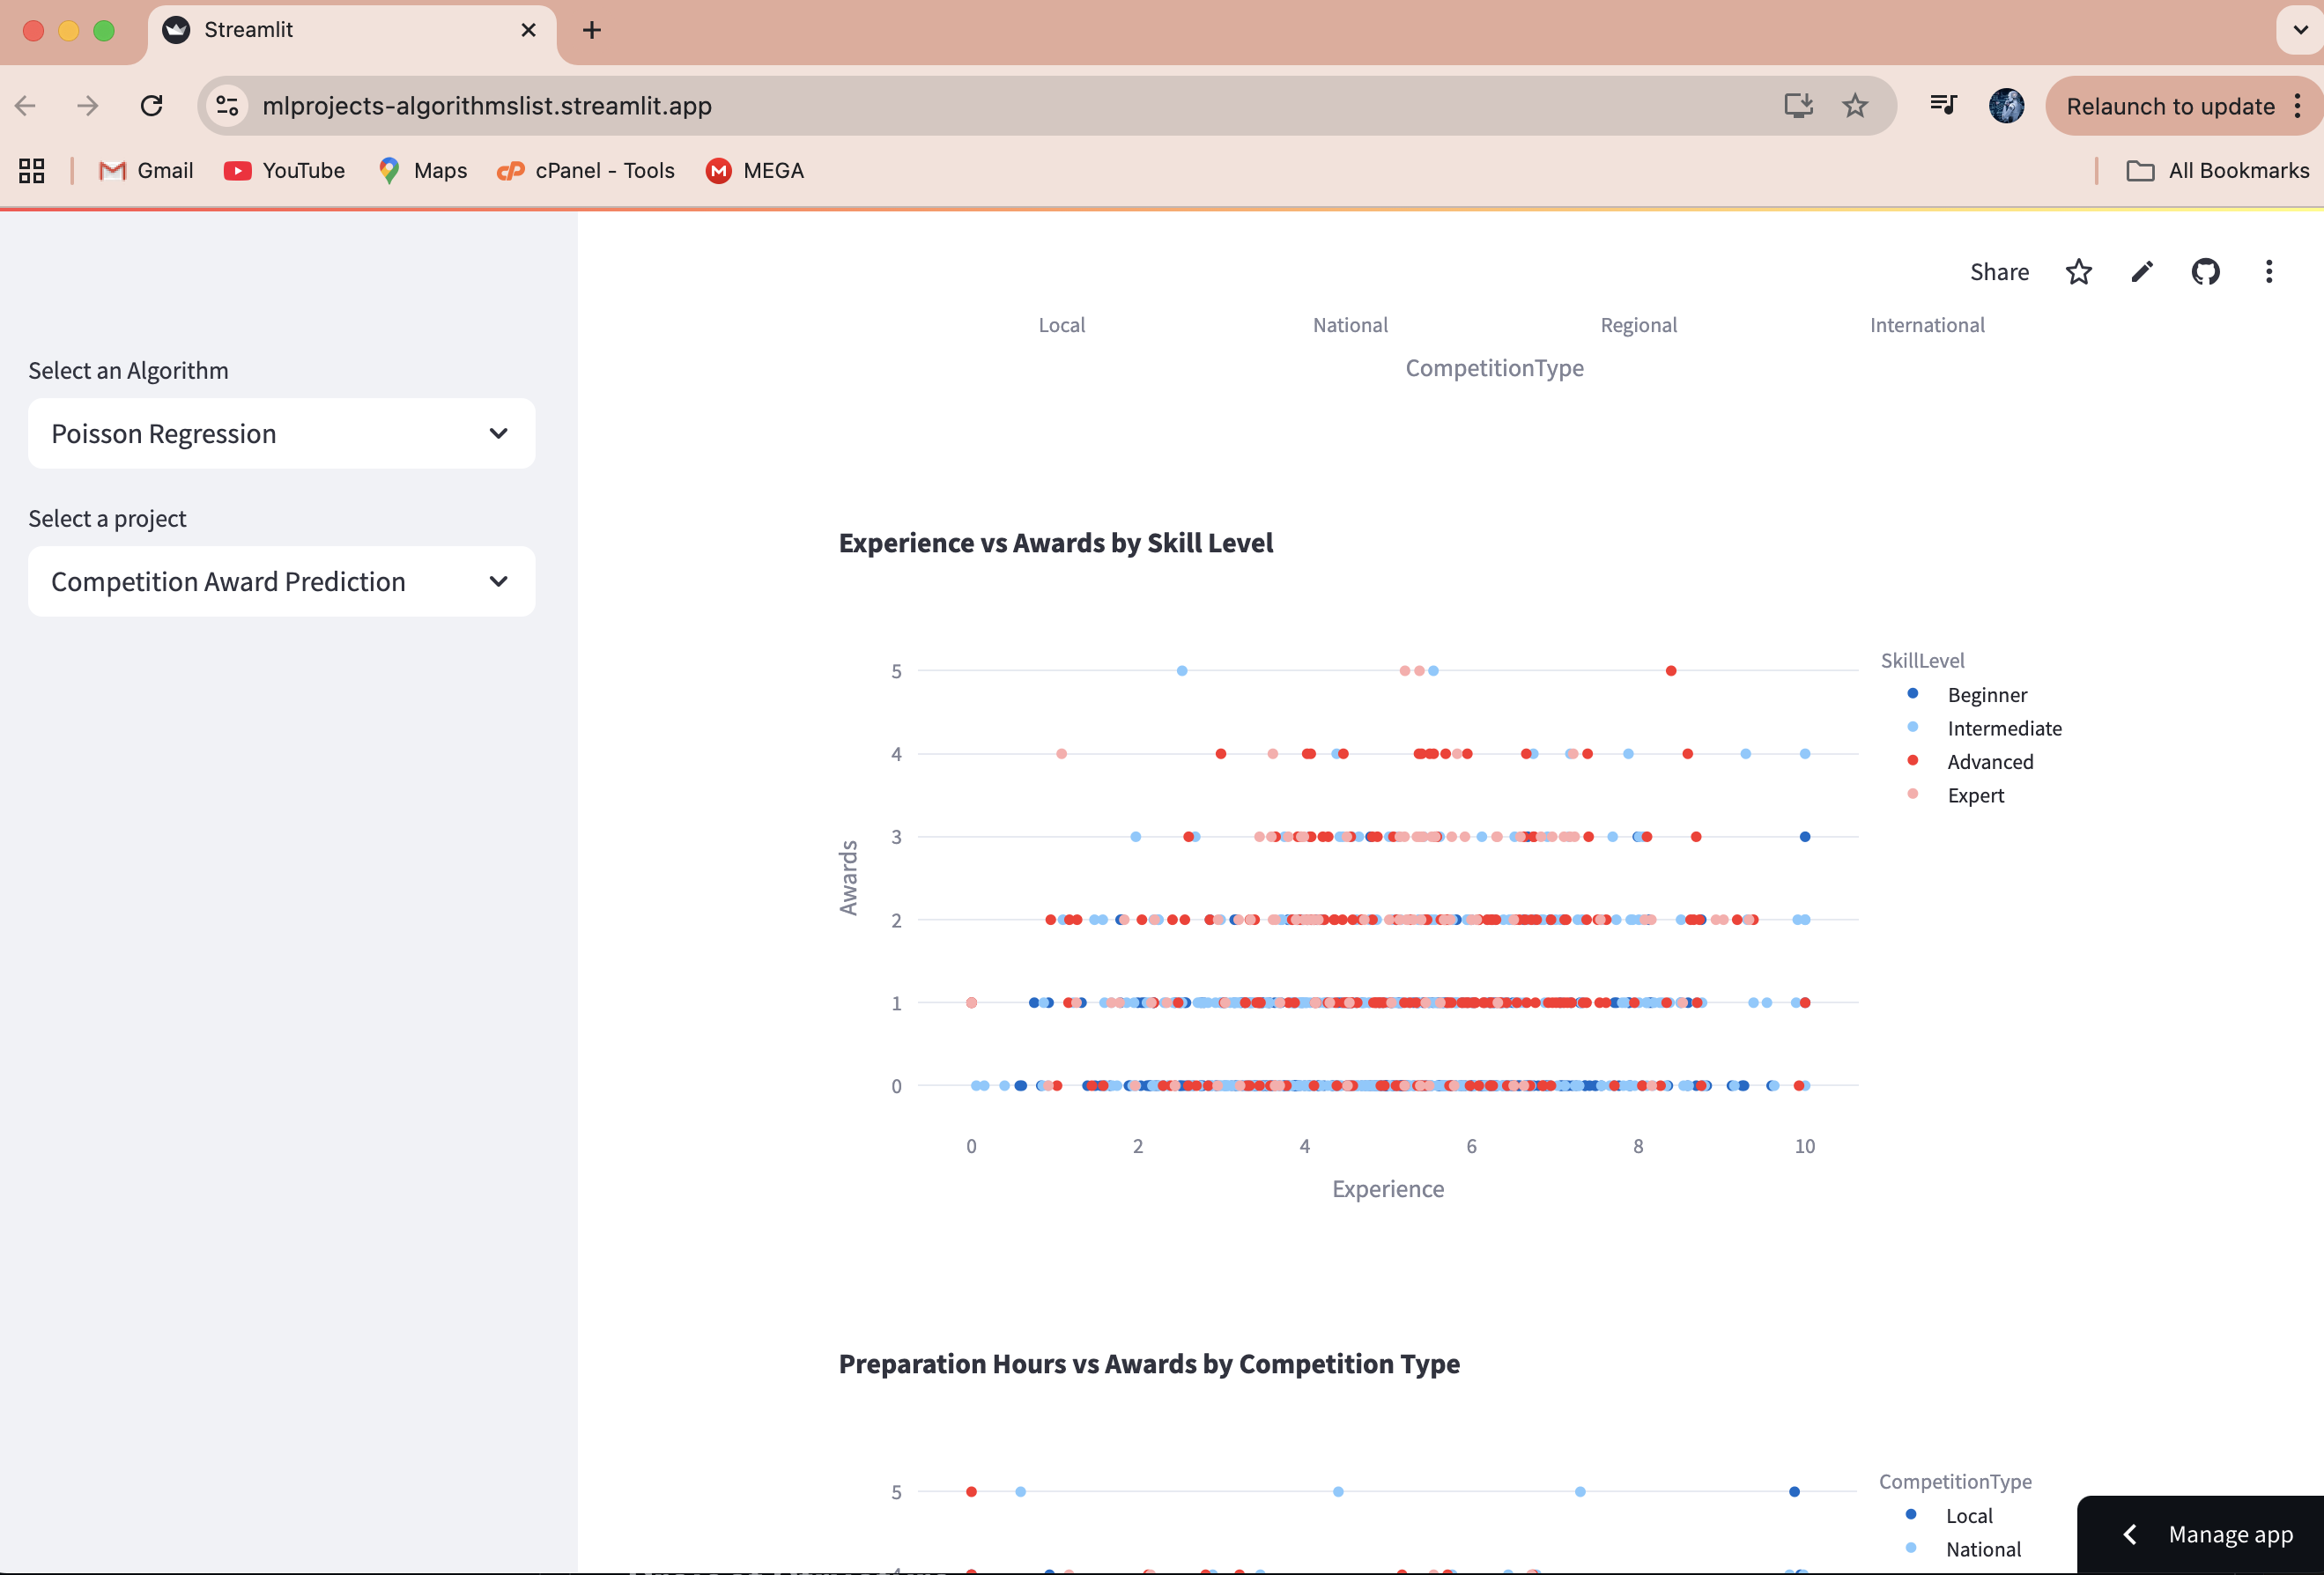 Streamlit
mlprojects-algorithmslist.streamlit.app
Relaunch to update
Gmail
YouTube
Maps
cPanel - Tools
MEGA
All Bookmarks
Share
Select an Algorithm
Poisson Regression
Select a project
Competition Award Prediction
Local
National
Regional
International
CompetitionType
Experience vs Awards by Skill Level
5
4
3
2
1
0
Awards
0
2
4
6
8
10
Experience
SkillLevel
Beginner
Intermediate
Advanced
Expert
Preparation Hours vs Awards by Competition Type
5
4
CompetitionType
Local
National
Manage app